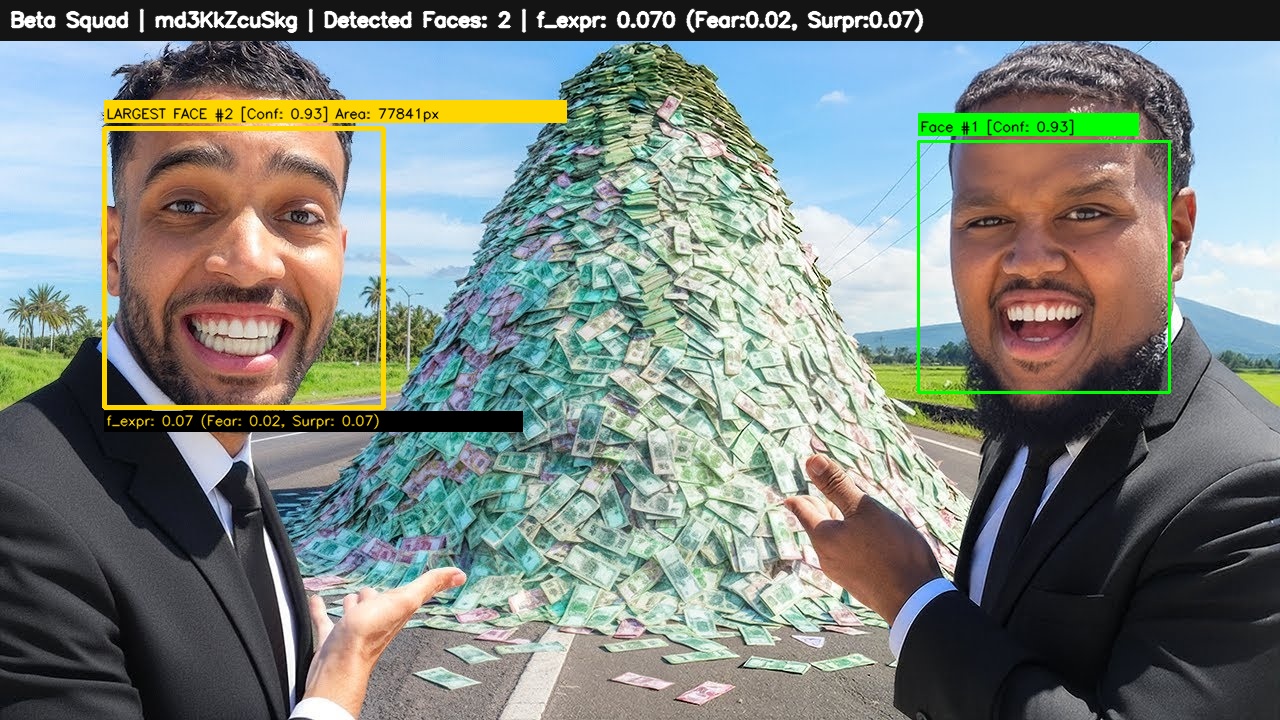 Beta Squad | md3KkZcuSkg | Detected Faces: 2 | f_expr: 0.070 (Fear:0.02, Surpr:0.07)
LARGEST FACE #2 [Conf: 0.93] Area: 77841px
Face #1 [Conf: 0.93]
f_expr: 0.07 (Fear: 0.02, Surpr: 0.07)